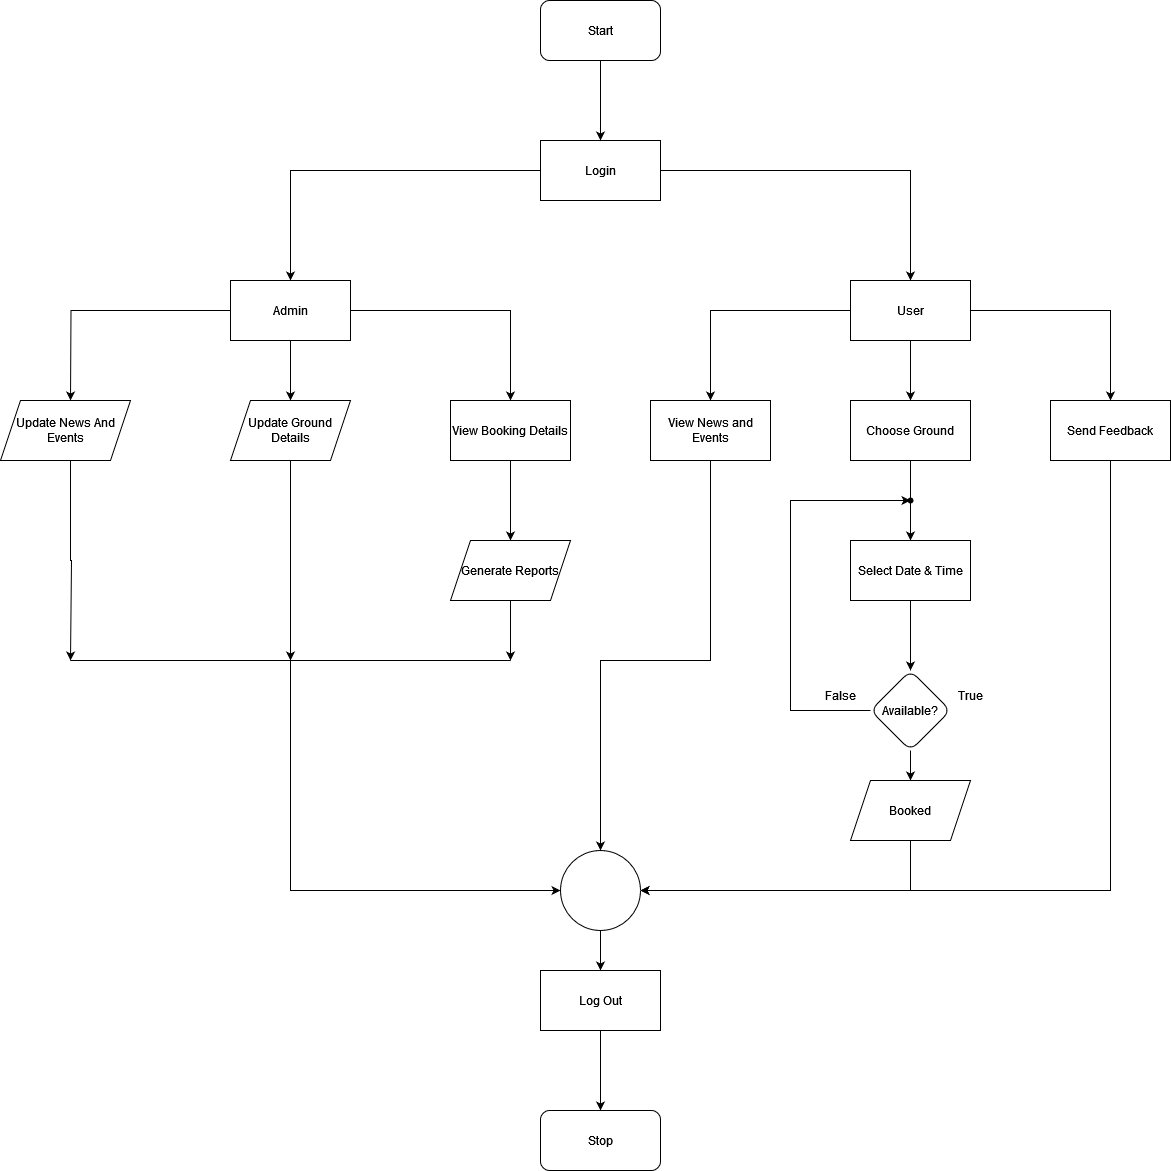 Start
Login
Admin
User
Update News And
Events
Update Ground
Details
View Booking Details
View News and
Events
Choose Ground
Send Feedback
Generate Reports
Select Date & Time
False
True
Available?
Booked
Log Out
Stop